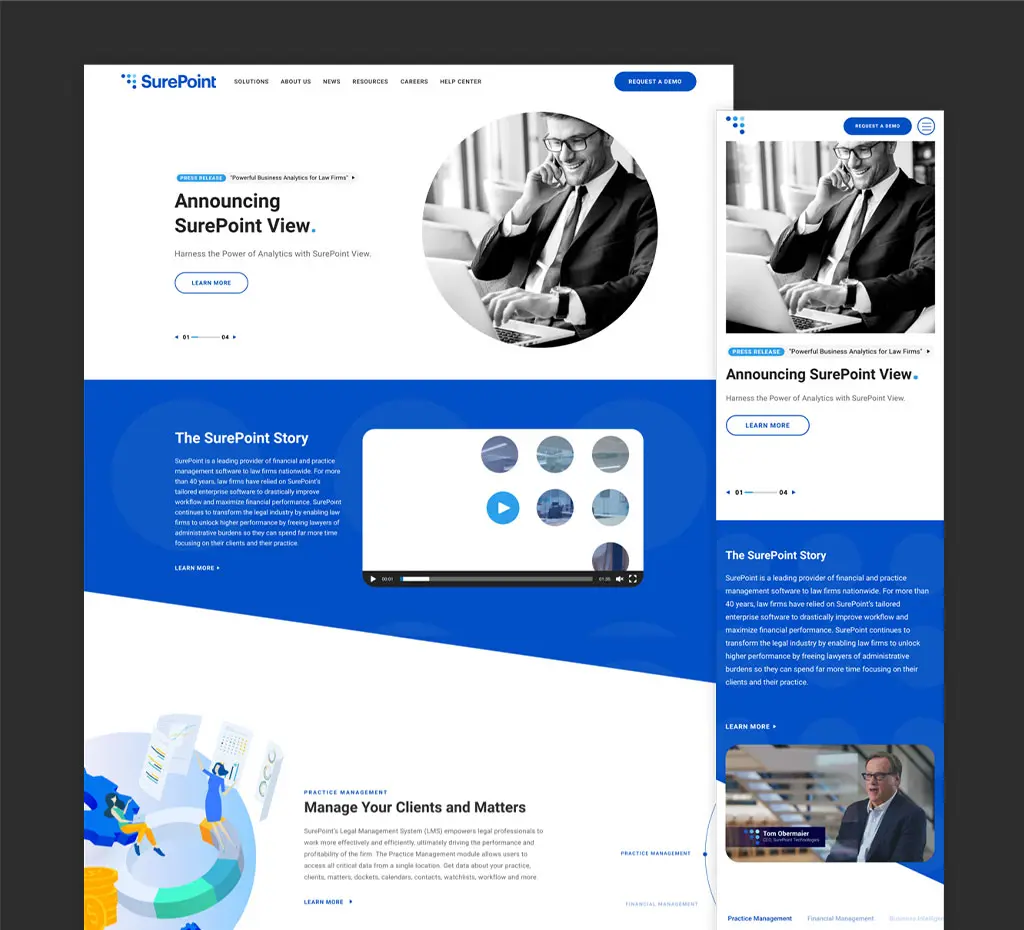 SurePoint
SOLUTIONS ABOUT US NEWS RESOURCES CAREERS HELP CENTER
REQUEST A DEMO
PRESS RELEASE "Powerful Business Analytics for Law Firms"
Announcing
SurePoint View.
Harness the Power of Analytics with SurePoint View.
LEARN MORE
01 04
The SurePoint Story
SurePoint is a leading provider of financial and practice
management software to law firms nationwide. For more
than 40 years, law firms have relied on SurePoint's
tailored enterprise software to drastically improve
workflow and maximize financial performance. SurePoint
continues to transform the legal industry by enabling law
firms to unlock higher performance by freeing lawyers of
administrative burdens so they can spend far more time
focusing on their clients and their practice.
LEARN MORE
00:01 01:35
PRACTICE MANAGEMENT
Manage Your Clients and Matters
SurePoint's Legal Management System (LMS) empowers legal professionals to
work more effectively and efficiently, ultimately driving the performance and
profitability of the firm. The Practice Management module allows users to
access all critical data from a single location. Get data about your practice,
clients, matters, dockets, calendars, contacts, watchlists, workflow and more.
LEARN MORE
PRACTICE MANAGEMENT
FINANCIAL MANAGEMENT
REQUEST A DEMO
PRESS RELEASE "Powerful Business Analytics for Law Firms"
Announcing SurePoint View.
Harness the Power of Analytics with SurePoint View.
LEARN MORE
01 04
The SurePoint Story
SurePoint is a leading provider of financial and practice
management software to law firms nationwide. For more than
40 years, law firms have relied on SurePoint's tailored
enterprise software to drastically improve workflow and
maximize financial performance. SurePoint continues to
transform the legal industry by enabling law firms to unlock
higher performance by freeing lawyers of administrative
burdens so they can spend far more time focusing on their
clients and their practice.
LEARN MORE
Tom Obermaier
CEO, SurePoint Technologies
Practice Management Financial Management Business Intelligen